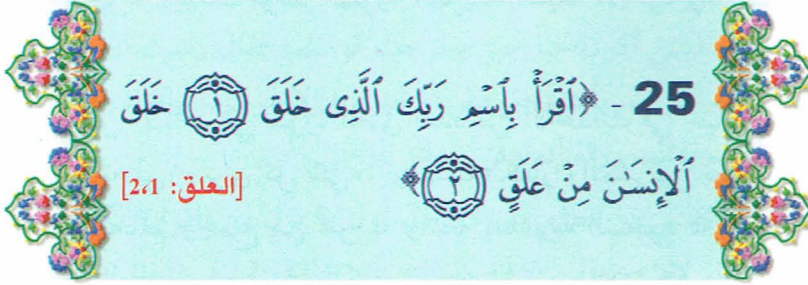 25 - ﴿ٱقۡرَأۡ بِٱسۡمِ رَبِّكَ ٱلَّذِى خَلَقَ ١ خَلَقَ
ٱلۡإِنسَٰنَ مِنۡ عَلَقٍ ٢﴾ [العلق: 2،1]